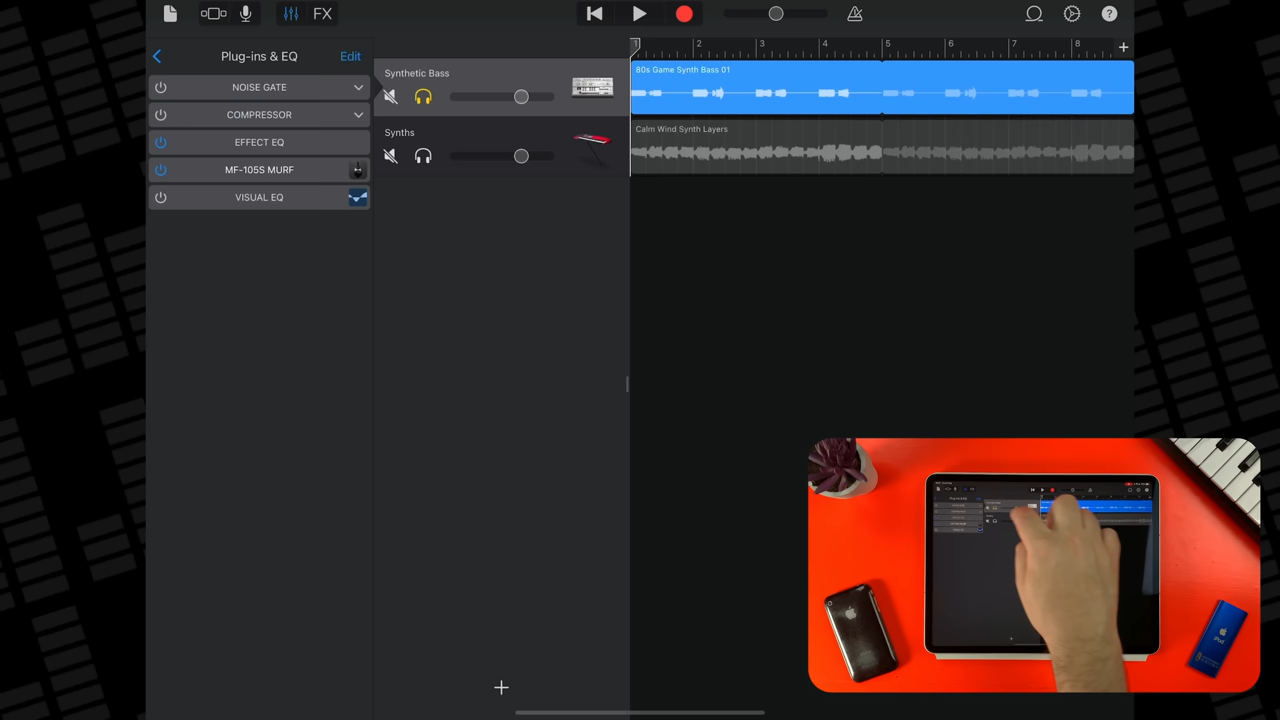 FX
Plug-ins & EQ
Edit
NOISE GATE
COMPRESSOR
EFFECT EQ
MF-105S MURF
VISUAL EQ
Synthetic Bass
Synths
1 2 3 4 5 6 7 8
80s Game Synth Bass 01
Calm Wind Synth Layers
?
+
+
iPod